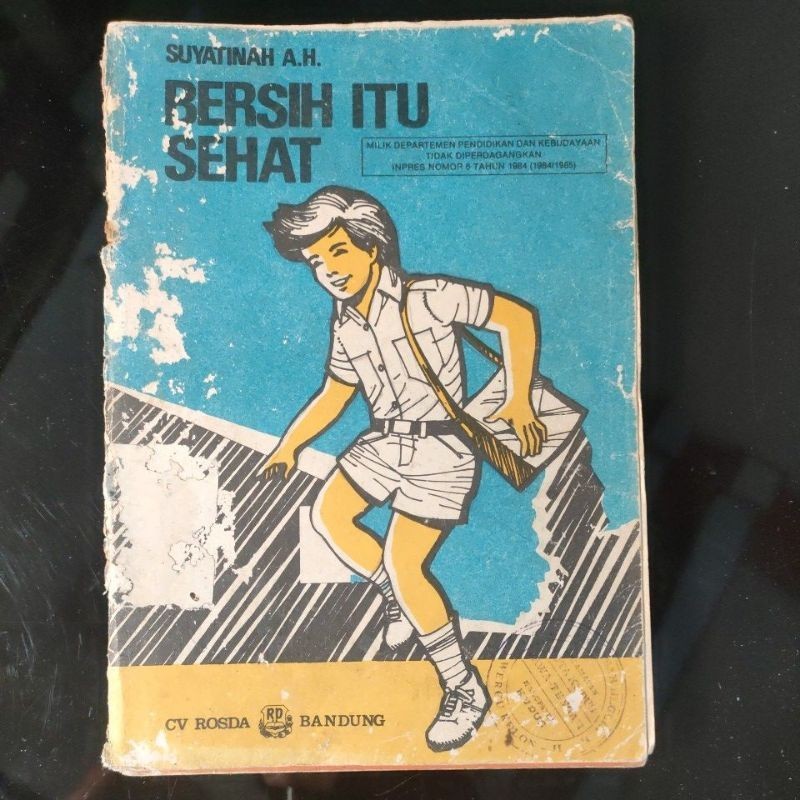 SUYATINAH A.H.
BERSIH ITU
SEHAT
MILIK DEPARTEMEN PENDIDIKAN DAN KEBUDAYAAN
TIDAK DIPERDAGANGKAN
INPRES NOMOR 6 TAHUN 1984 (1984/1985)
CV ROSDA RP BANDUNG